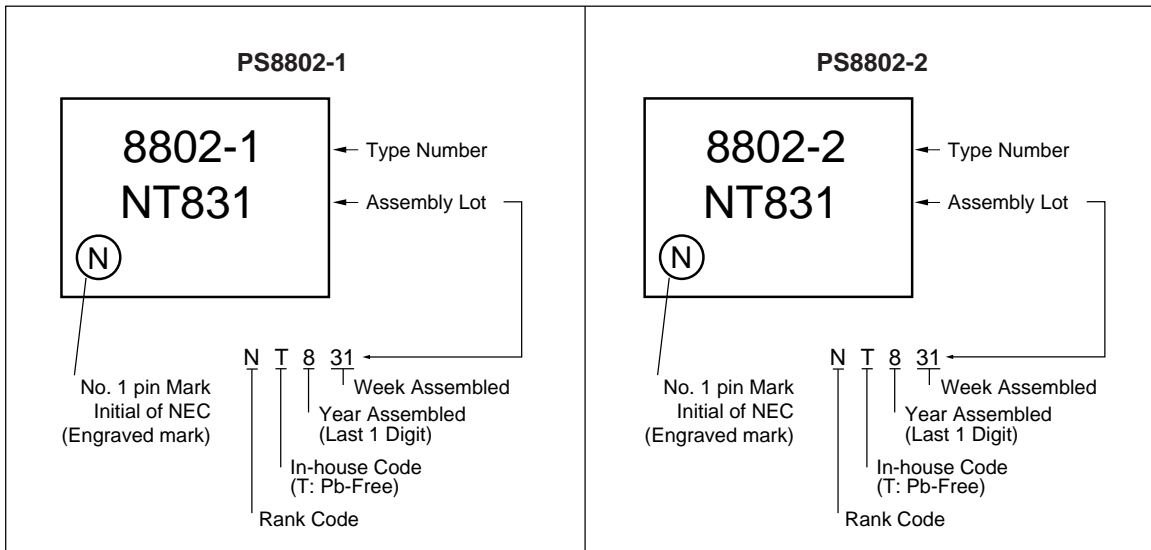 PS8802-1
8802-1
Type Number
NT831
Assembly Lot
N
N T 8 31
No. 1 pin Mark
Initial of NEC
(Engraved mark)
Week Assembled
Year Assembled
(Last 1 Digit)
In-house Code
(T: Pb-Free)
Rank Code
PS8802-2
8802-2
Type Number
NT831
Assembly Lot
N
N T 8 31
No. 1 pin Mark
Initial of NEC
(Engraved mark)
Week Assembled
Year Assembled
(Last 1 Digit)
In-house Code
(T: Pb-Free)
Rank Code